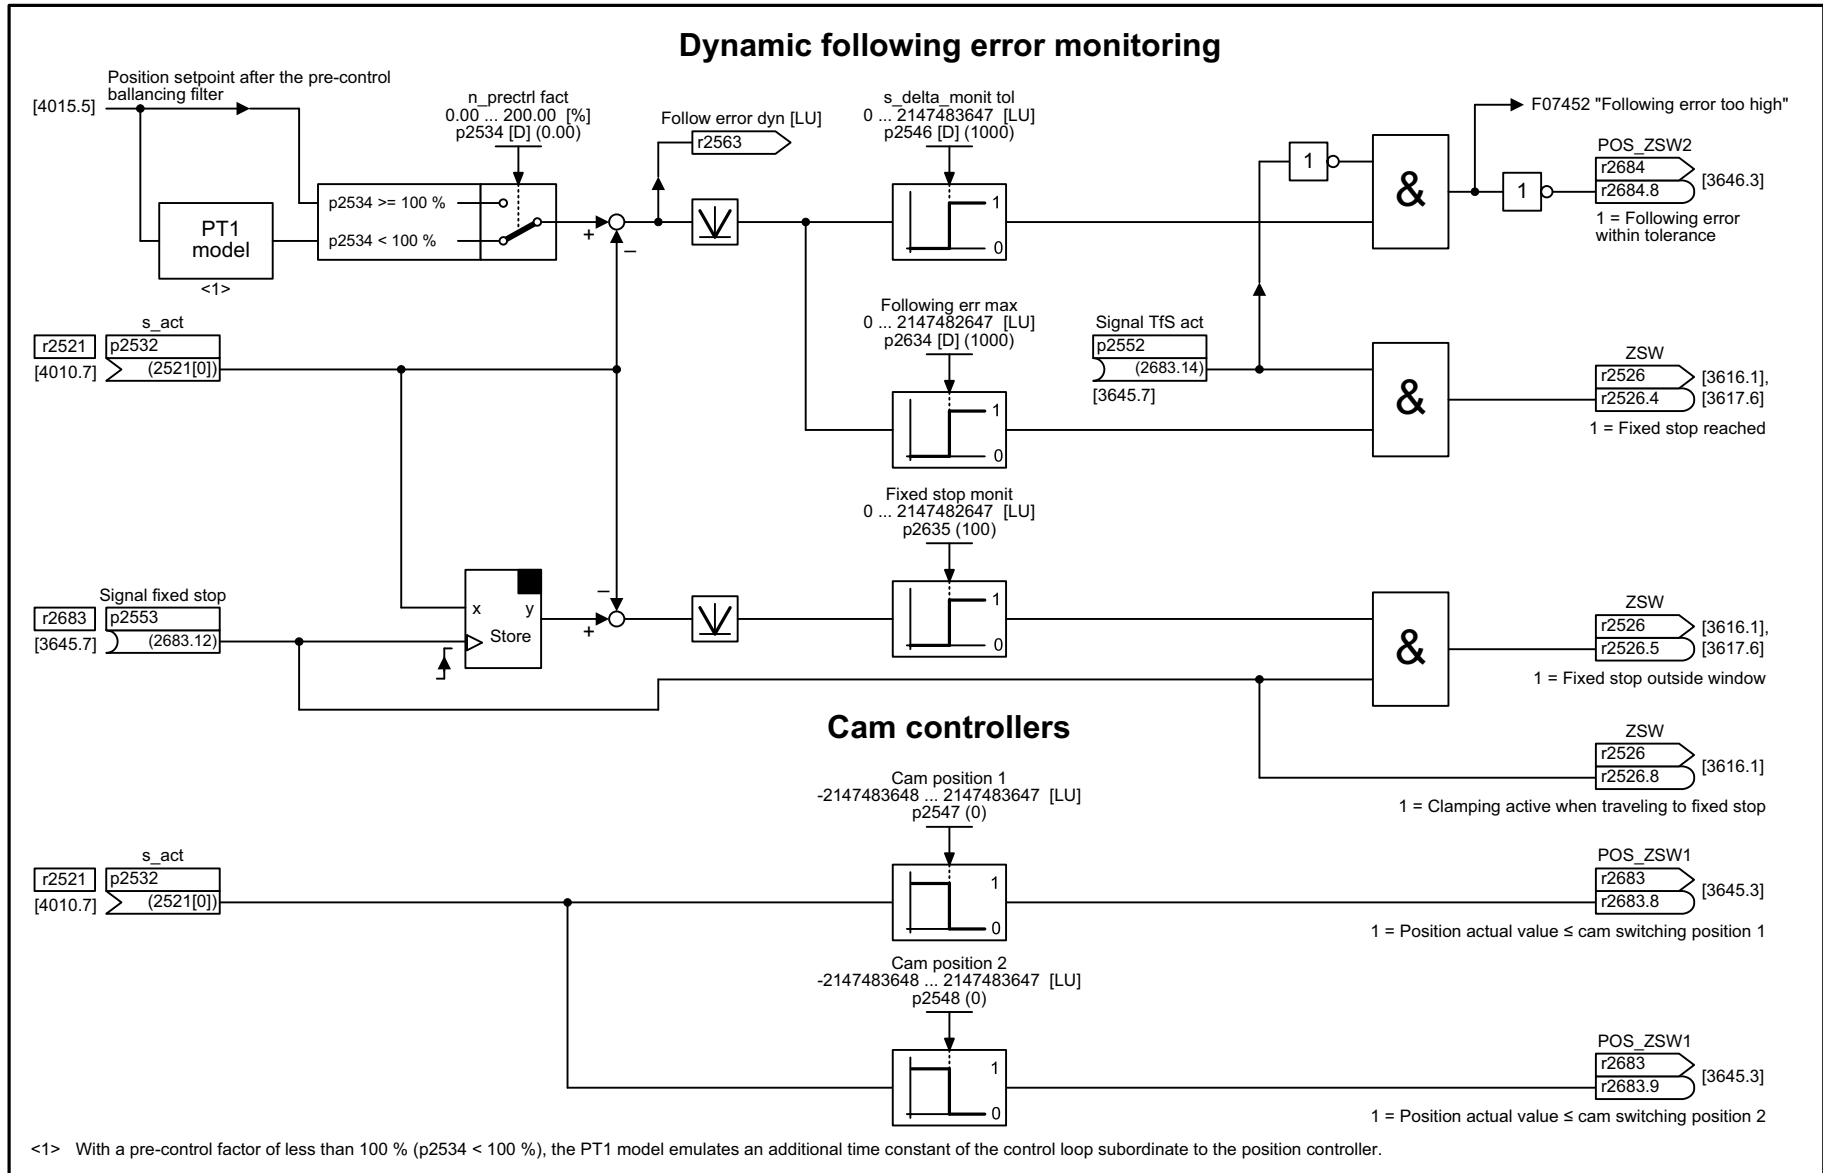 Dynamic following error monitoring
Position setpoint after the pre-control
ballancing filter
[4015.5]
n_prectrl fact
0.00 ... 200.00 [%]
p2534 [D] (0.00)
Follow error dyn [LU]
r2563
s_delta_monit tol
0 ... 2147483647 [LU]
p2546 [D] (1000)
F07452 "Following error too high"
POS_ZSW2
r2684
r2684.8
[3646.3]
1 = Following error
within tolerance
1
&
1
p2534 >= 100 %
p2534 < 100 %
PT1
model
<1>
+
–
1
0
s_act
r2521
p2532
[4010.7]
(2521[0])
Following err max
0 ... 2147482647 [LU]
p2634 [D] (1000)
1
0
Signal TfS act
p2552
(2683.14)
[3645.7]
&
ZSW
r2526
[3616.1],
r2526.4
[3617.6]
1 = Fixed stop reached
Fixed stop monit
0 ... 2147482647 [LU]
p2635 (100)
1
0
Signal fixed stop
r2683
p2553
[3645.7]
(2683.12)
x
y
Store
–
+
&
ZSW
r2526
[3616.1],
r2526.5
[3617.6]
1 = Fixed stop outside window
Cam controllers
ZSW
r2526
r2526.8
[3616.1]
1 = Clamping active when traveling to fixed stop
Cam position 1
-2147483648 ... 2147483647 [LU]
p2547 (0)
1
0
s_act
r2521
p2532
[4010.7]
(2521[0])
POS_ZSW1
r2683
r2683.8
[3645.3]
1 = Position actual value ≤ cam switching position 1
Cam position 2
-2147483648 ... 2147483647 [LU]
p2548 (0)
1
0
POS_ZSW1
r2683
r2683.9
[3645.3]
1 = Position actual value ≤ cam switching position 2
<1> With a pre-control factor of less than 100 % (p2534 < 100 %), the PT1 model emulates an additional time constant of the control loop subordinate to the position controller.